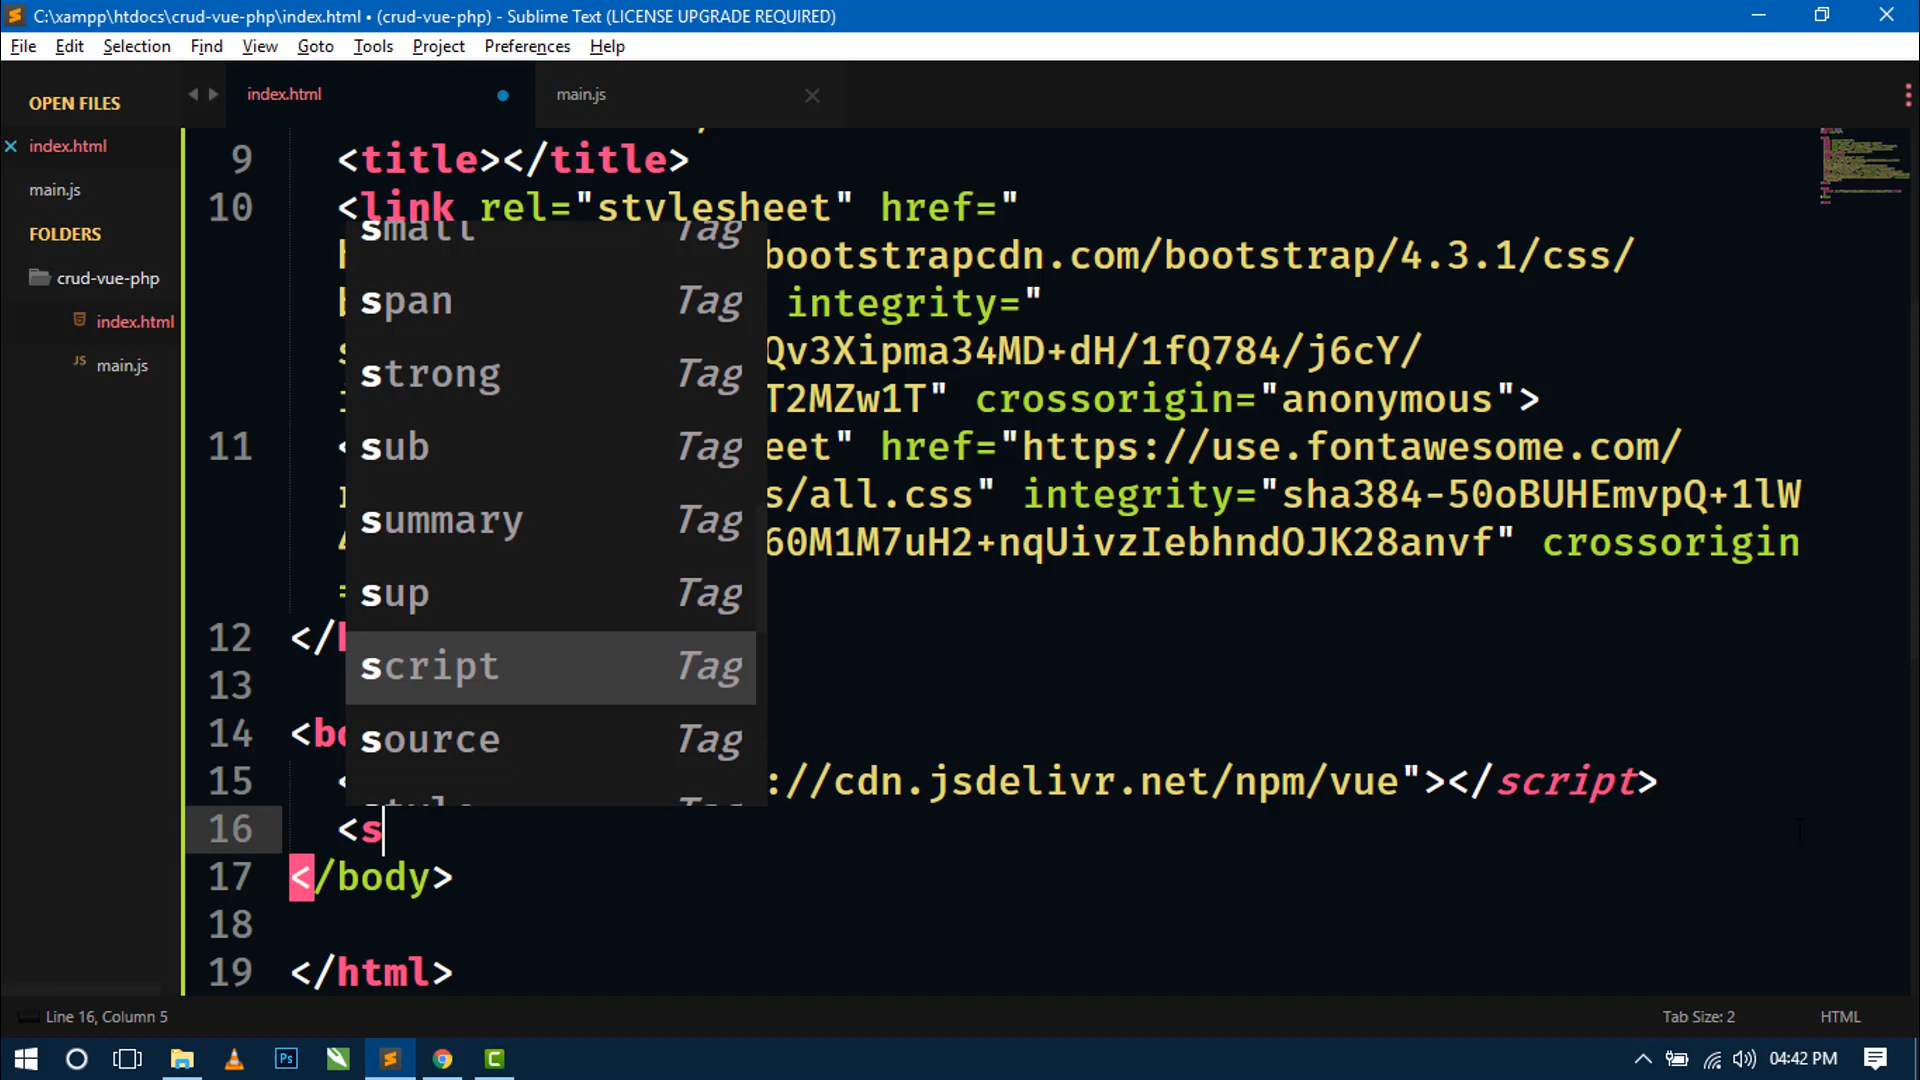 C:\xampp\htdocs\crud-vue-php\index.html • (crud-vue-php) - Sublime Text (LICENSE UPGRADE REQUIRED)
File Edit Selection Find View Goto Tools Project Preferences Help
OPEN FILES
index.html
main.js
FOLDERS
crud-vue-php
index.html
main.js
index.html
main.js
9 <title></title>
10 <link rel="stylesheet" href="
bootstrapcdn.com/bootstrap/4.3.1/css/
integrity="
Qv3Xipma34MD+dH/1fQ784/j6cY/
T2MZw1T" crossorigin="anonymous">
11 eet" href="https://use.fontawesome.com/
s/all.css" integrity="sha384-50oBUHEmvpQ+1lW
60M1M7uH2+nqUivzIebhndOJK28anvf" crossorigin
=
12 </
13
14 <bo
15 < ://cdn.jsdelivr.net/npm/vue"></script>
16 <s
17 </body>
18
19 </html>
small Tag
span Tag
strong Tag
sub Tag
summary Tag
sup Tag
script Tag
source Tag
style Tag
Line 16, Column 5
Tab Size: 2
HTML
Ps
C
04:42 PM